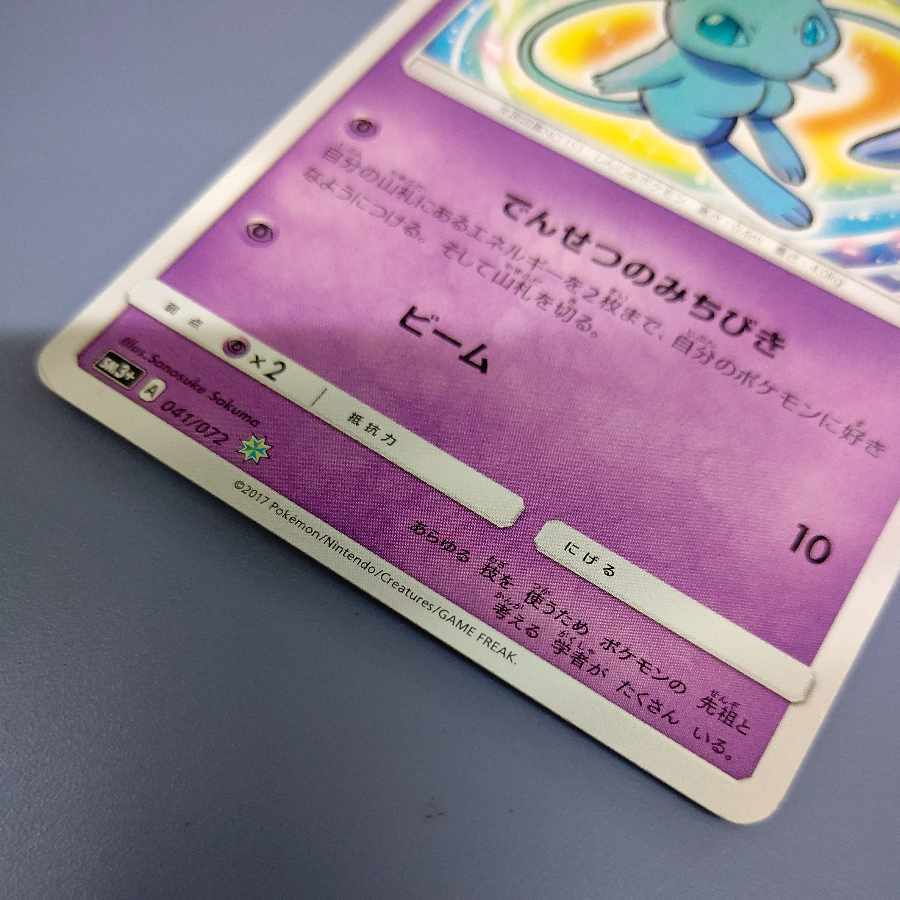 でんせつのみちびき
自分の山札にあるエネルギーを2枚まで、自分のポケモンに好き
なようにつける。そして山札を切る。
ビーム 10
弱点 ×2 抵抗力 にげる
Illus.Sanosuke Sakuma
SM3+ A 041/072
あらゆる 技を 使うため ポケモンの 先祖と
考える 学者が たくさん いる。
©2017 Pokémon/Nintendo/Creatures/GAME FREAK.